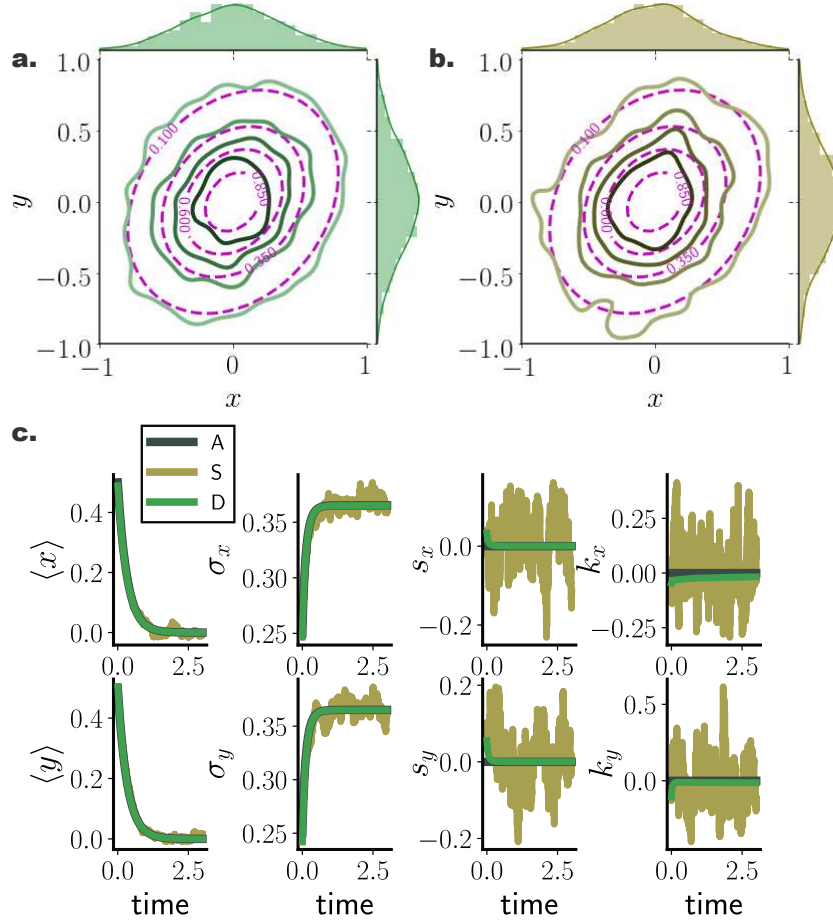 a.
1.0
0.5
0.0
−0.5
−1.0
y
−1
0
1
x
0.100
0.850
0.600
0.350
b.
1.0
0.5
0.0
−0.5
−1.0
y
−1
0
1
x
0.100
0.850
0.600
0.350
c.
A
S
D
⟨x⟩
0.4
0.2
0.0
0.0 2.5
σx
0.35
0.30
0.25
0.0 2.5
sx
0.0
−0.2
0.0 2.5
kx
0.25
0.00
−0.25
0.0 2.5
⟨y⟩
0.4
0.2
0.0
0.0 2.5
time
σy
0.35
0.30
0.25
0.0 2.5
time
sy
0.2
0.0
−0.2
0.0 2.5
time
ky
0.5
0.0
0.0 2.5
time